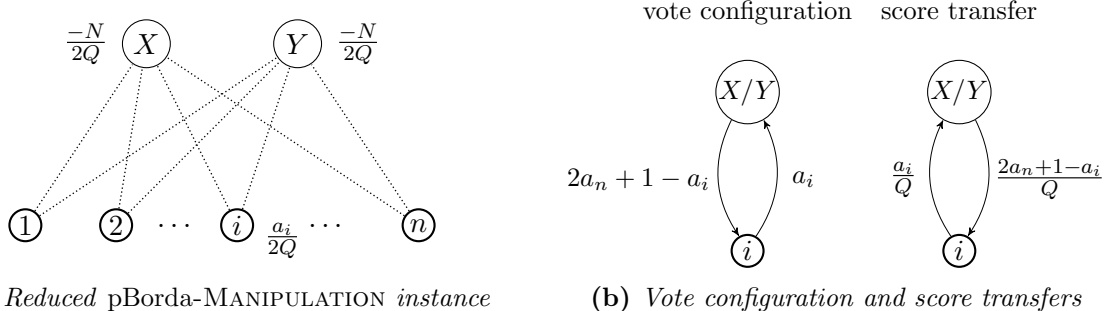 vote configuration score transfer
-N/2Q X Y -N/2Q
X/Y X/Y
2a_n + 1 − a_i a_i a_i/Q 2a_n+1−a_i/Q
1 2 ··· i a_i/2Q ··· n
i i
Reduced pBorda-MANIPULATION instance
(b) Vote configuration and score transfers